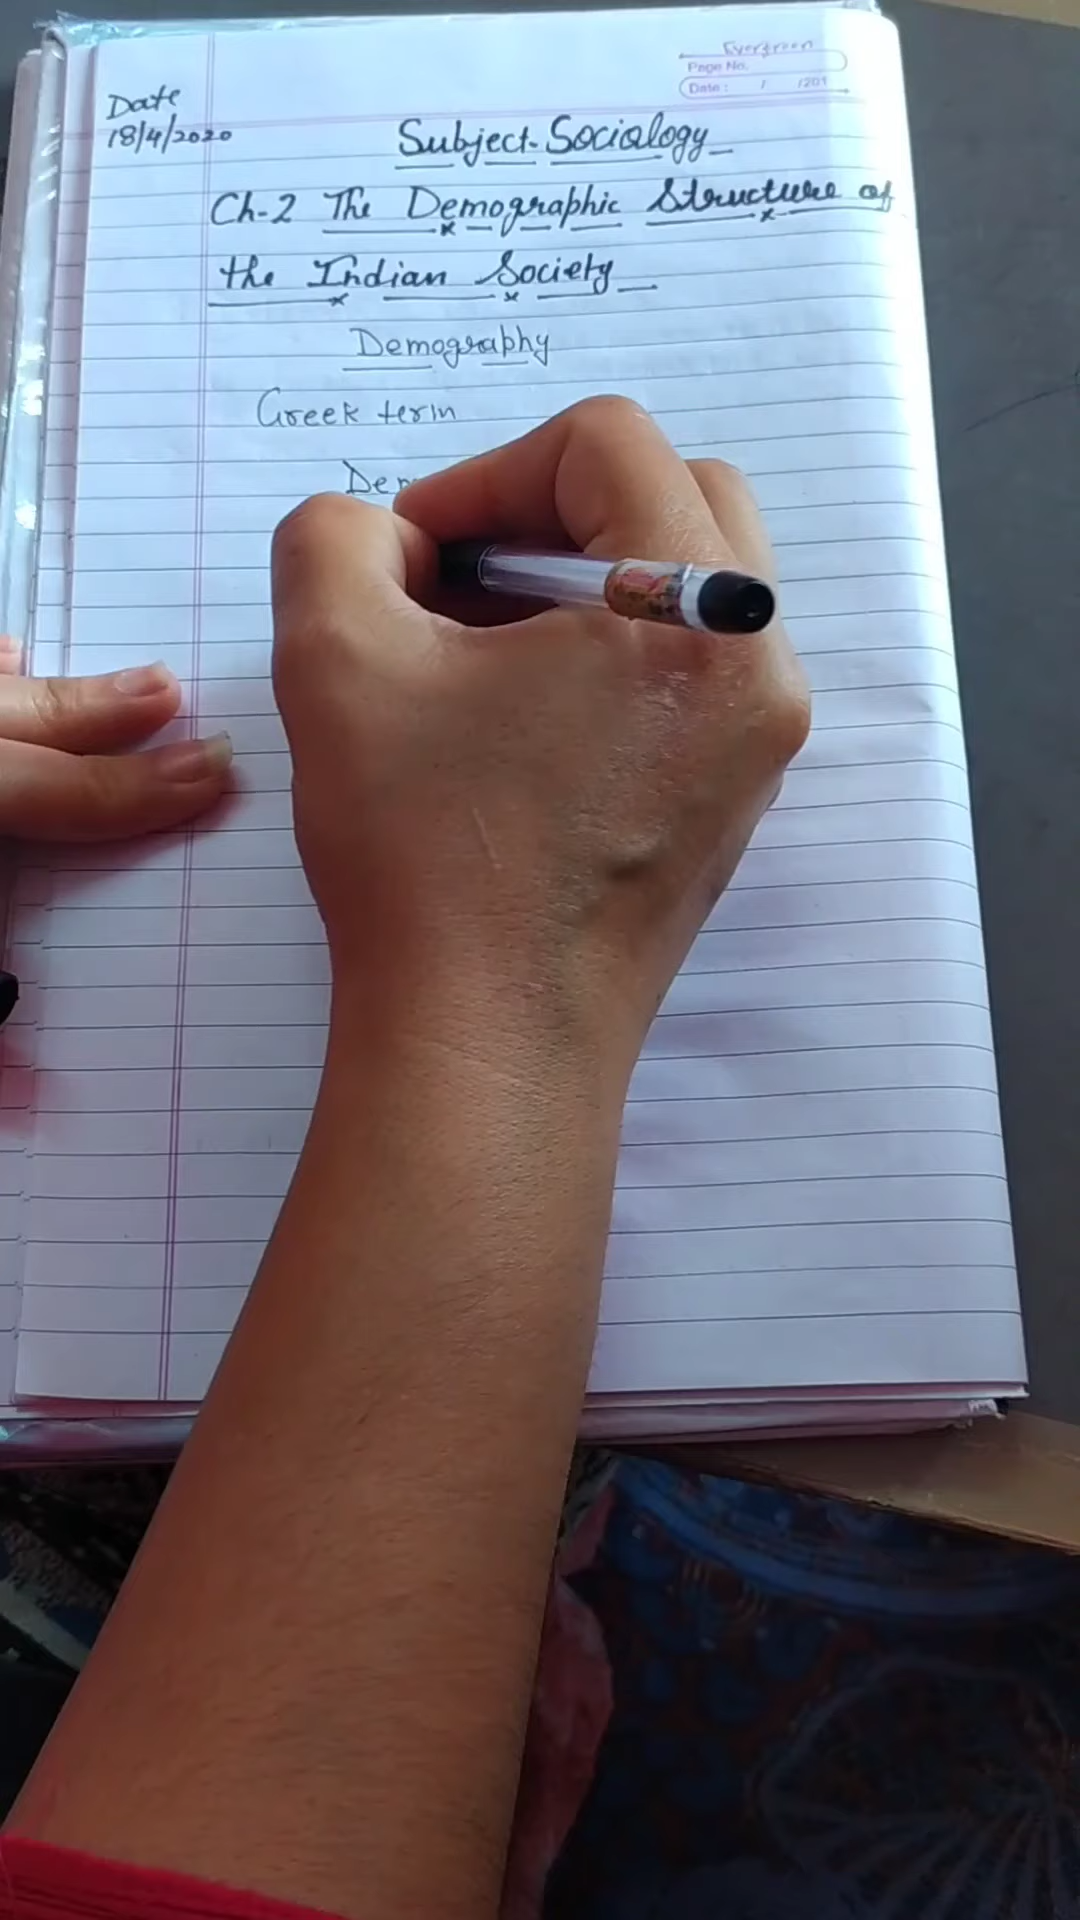 Evergreen
Page No.
Date : / /201
Date
18/4/2020
Subject- Sociology
Ch-2 The Demographic Structure of
the Indian Society
Demography
Greek term